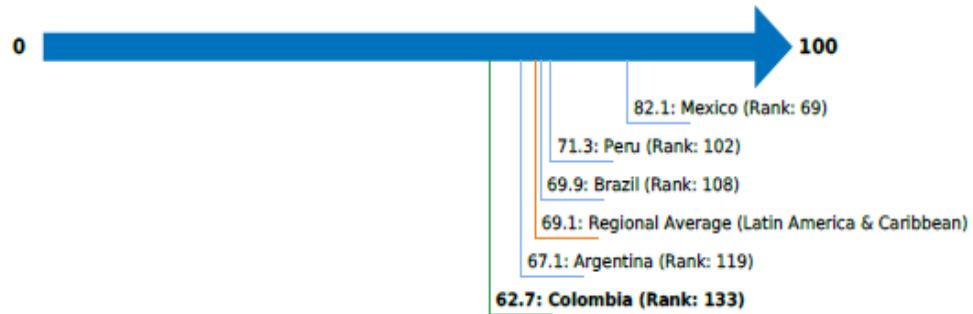 0
100
82.1: Mexico (Rank: 69)
71.3: Peru (Rank: 102)
69.9: Brazil (Rank: 108)
69.1: Regional Average (Latin America & Caribbean)
67.1: Argentina (Rank: 119)
62.7: Colombia (Rank: 133)